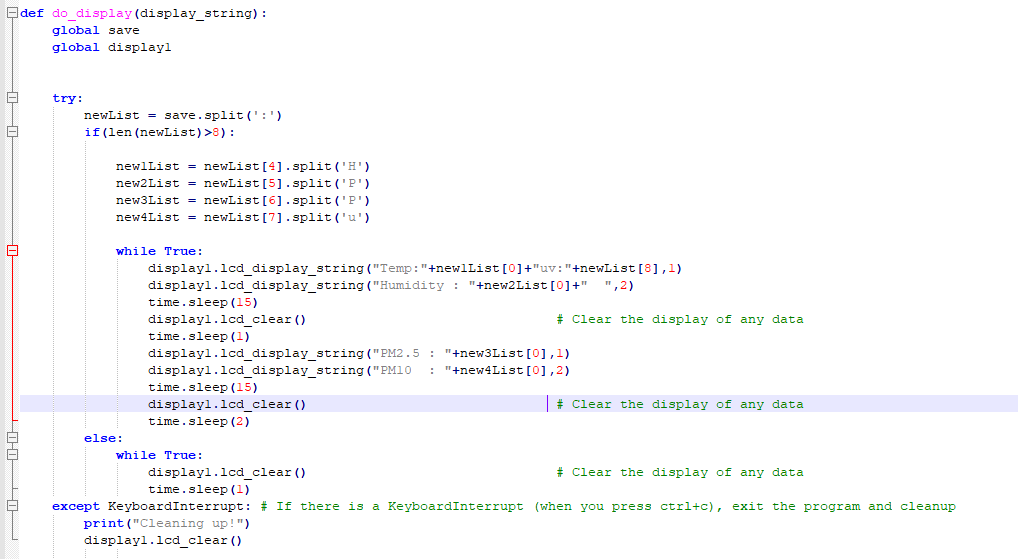 def do_display(display_string):
    global save
    global display1
    try:
        newList = save.split(':')
        if(len(newList)>8):
            new1List = newList[4].split('H')
            new2List = newList[5].split('P')
            new3List = newList[6].split('P')
            new4List = newList[7].split('u')
            while True:
                display1.lcd_display_string("Temp:"+new1List[0]+"uv:"+newList[8],1)
                display1.lcd_display_string("Humidity : "+new2List[0]+"  ",2)
                time.sleep(15)
                display1.lcd_clear()                               # Clear the display of any data
                time.sleep(1)
                display1.lcd_display_string("PM2.5 : "+new3List[0],1)
                display1.lcd_display_string("PM10  : "+new4List[0],2)
                time.sleep(15)
                display1.lcd_clear()                               # Clear the display of any data
                time.sleep(2)
        else:
            while True:
                display1.lcd_clear()                               # Clear the display of any data
                time.sleep(1)
    except KeyboardInterrupt: # If there is a KeyboardInterrupt (when you press ctrl+c), exit the program and cleanup
        print("Cleaning up!")
        display1.lcd_clear()